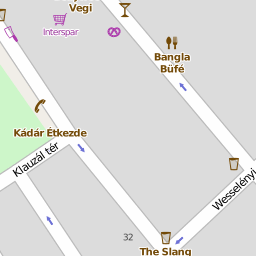 Vegi
Interspar
Bangla
Büfé
Kádár Étkezde
Klauzál tér
Wesselényi
32
The Slang